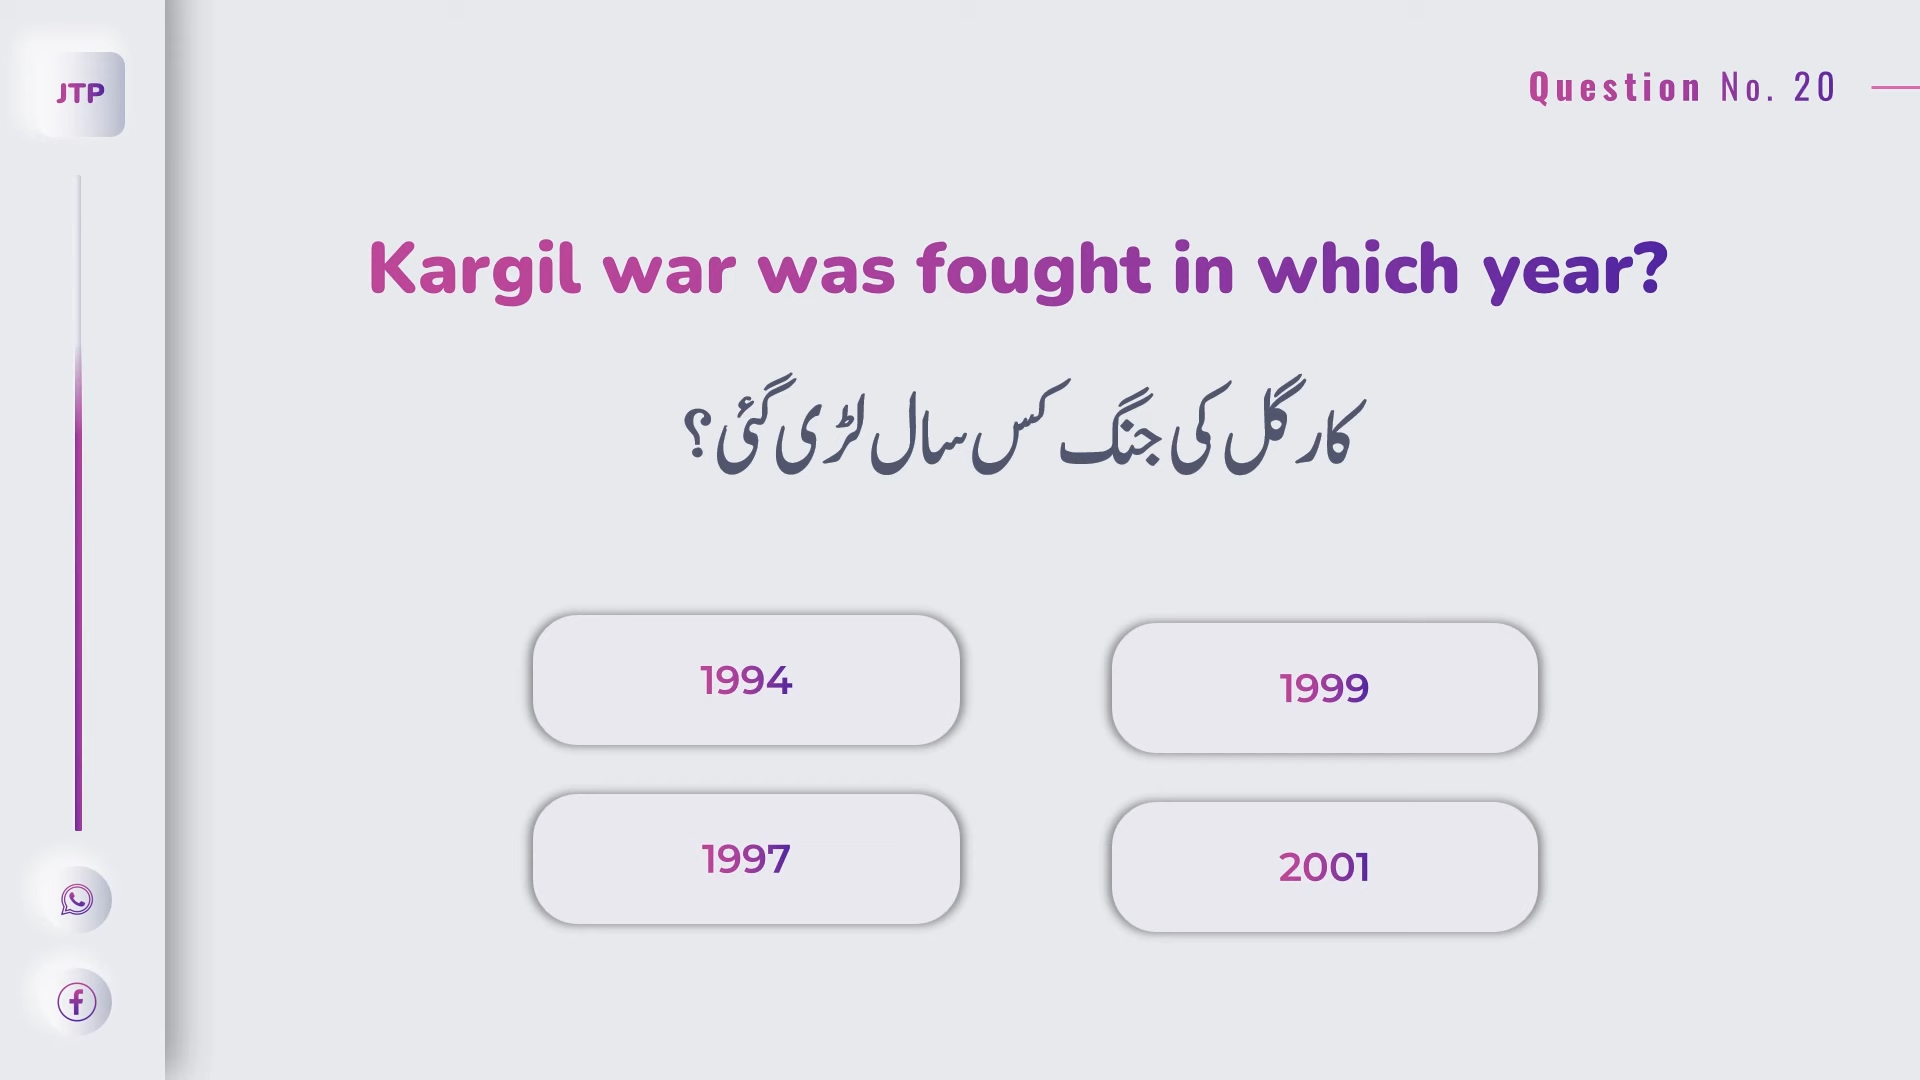 JTP
Question No. 20
Kargil war was fought in which year?
کارگل کی جنگ کس سال لڑی گئی؟
1994
1999
1997
2001